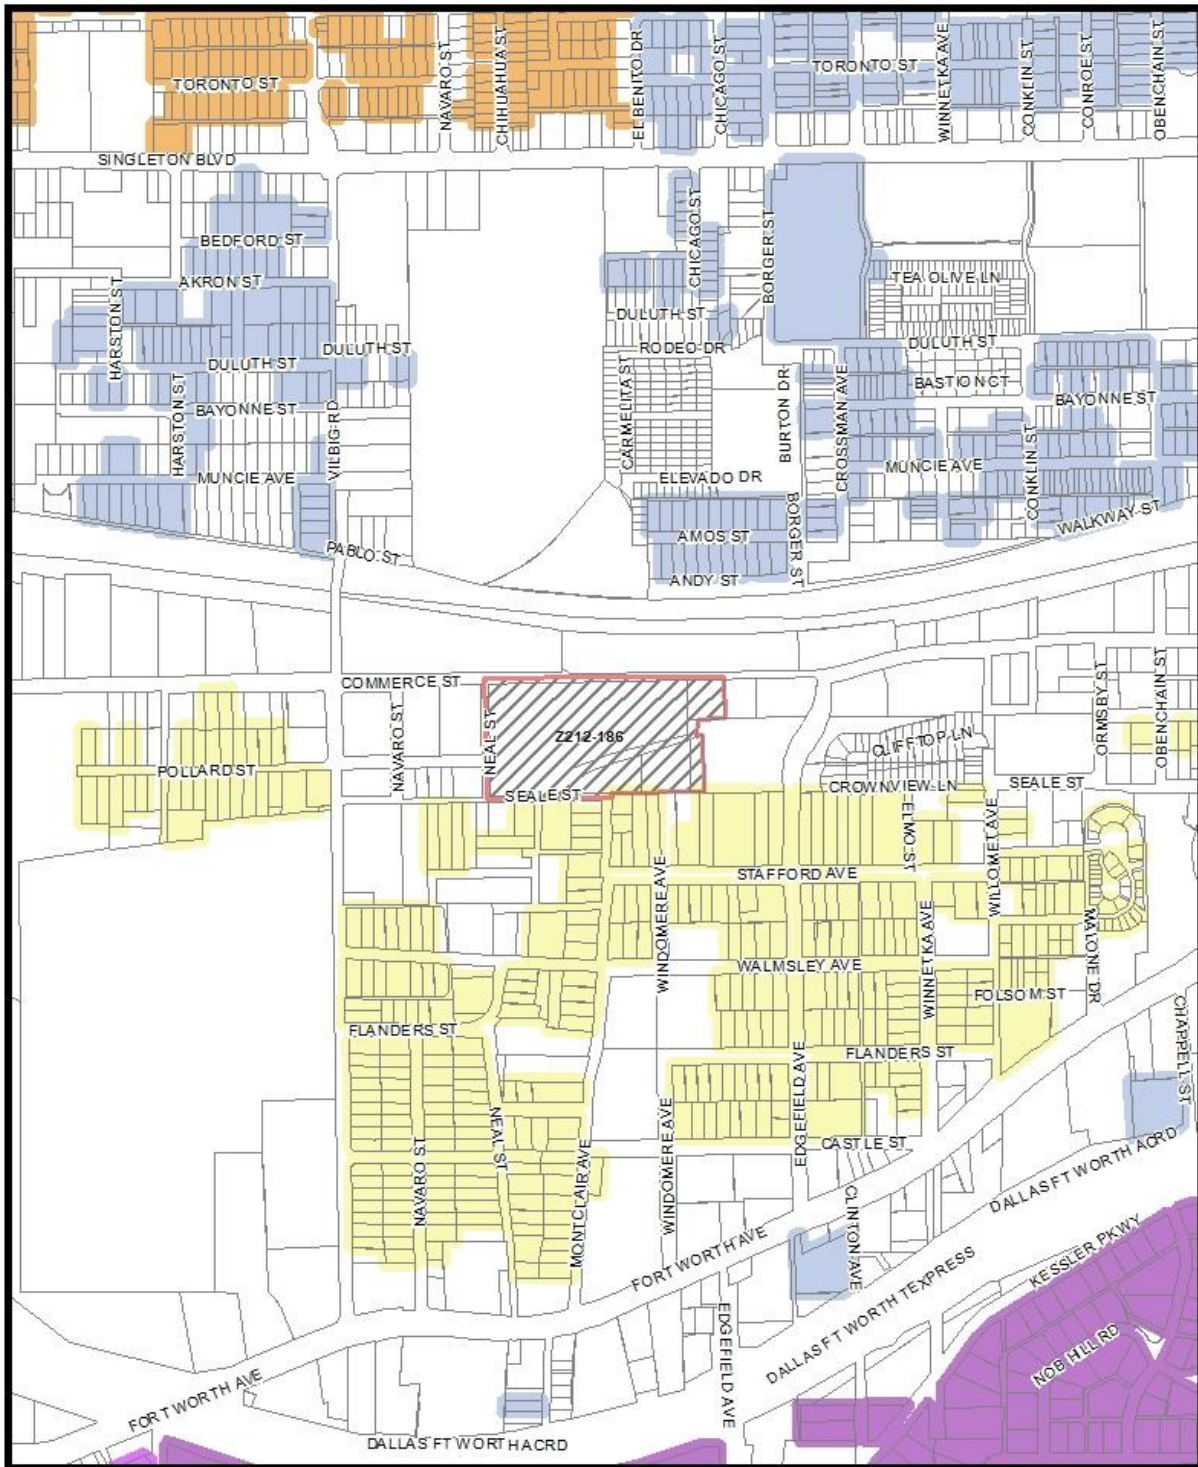 TORONTO ST
NAVARO ST
CHIHUAHUA ST
EL BENITO DR
CHICAGO ST
TORONTO ST
WINNETKA AVE
CONKLIN ST
CONROE ST
OBENCHAIN ST
SINGLETON BLVD
BEDFORD ST
CHICAGO ST
BORGER ST
AKRON ST
TEA OLIVE LN
HARSTON ST
DULUTH ST
DULUTH ST
RODEO DR
DULUTH ST
DULUTH ST
BASTION CT
HARSTON ST
BAYONNE ST
VILBIG RD
CARMELITA ST
BURTON DR
CROSSMAN AVE
BAYONNE ST
MUNCIE AVE
ELEVADO DR
MUNCIE AVE
CONKLIN ST
WALKWAY ST
PABLO ST
AMOS ST
BORGER ST
ANDY ST
COMMERCE ST
NAVARO ST
NEAL ST
Z212-186
CLIFFTOP LN
ORMSBY ST
OBENCHAIN ST
POLLARD ST
SEALE ST
CROWNVIEW LN
SEALE ST
ELMO ST
WILLOMET AVE
STAFFORD AVE
WINDOMERE AVE
WALMSLEY AVE
WINNETKA AVE
MALONE DR
FOLSOM ST
CHAPPELL ST
FLANDERS ST
FLANDERS ST
EDGEFIELD AVE
NEAL ST
NAVARO ST
MONTCLAIR AVE
WINDOMERE AVE
CASTLE ST
CLINTON AVE
DALLAS FT WORTH ACRD
FORT WORTH AVE
KESSLER PKWY
DALLAS FT WORTH TEXPRESS
EDGEFIELD AVE
NOB HILL RD
FORT WORTH AVE
DALLAS FT WORTH ACRD